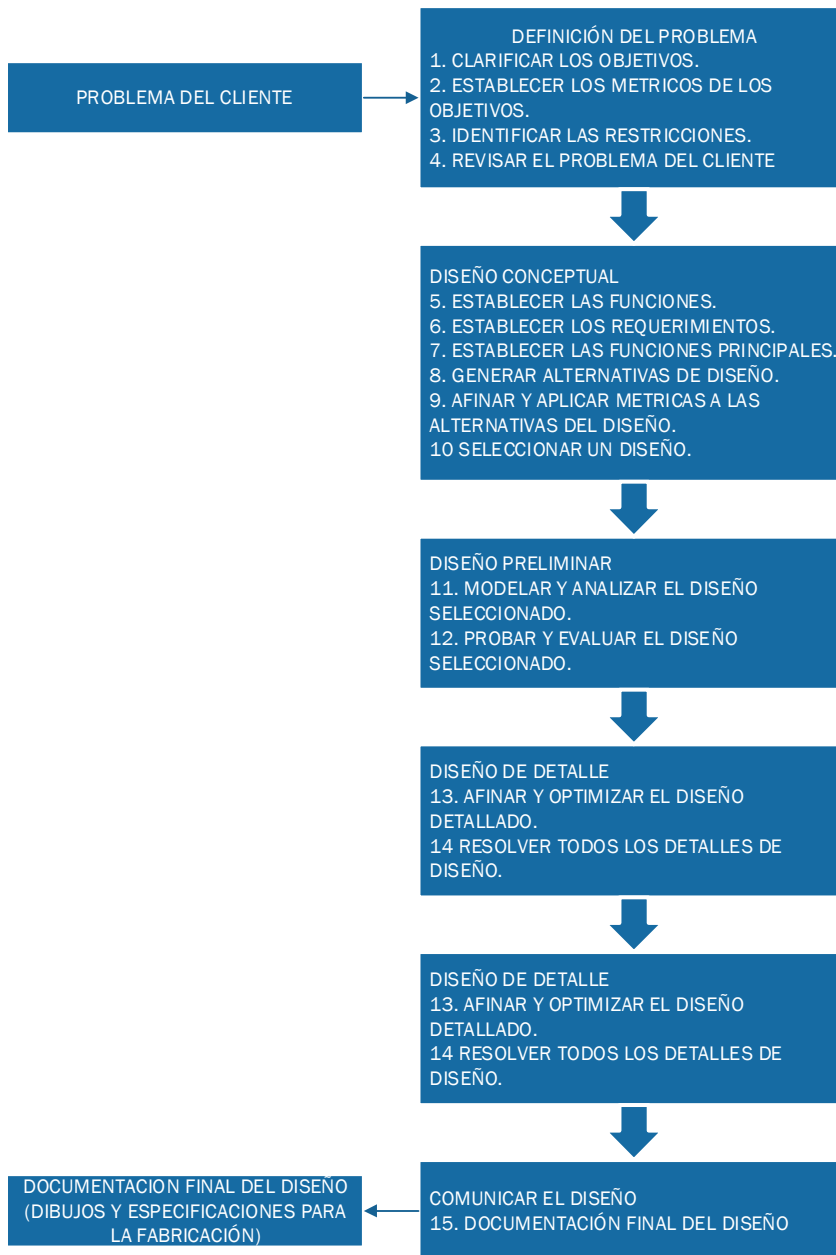 PROBLEMA DEL CLIENTE
DEFINICIÓN DEL PROBLEMA
1. CLARIFICAR LOS OBJETIVOS.
2. ESTABLECER LOS METRICOS DE LOS
OBJETIVOS.
3. IDENTIFICAR LAS RESTRICCIONES.
4. REVISAR EL PROBLEMA DEL CLIENTE
DISEÑO CONCEPTUAL
5. ESTABLECER LAS FUNCIONES.
6. ESTABLECER LOS REQUERIMIENTOS.
7. ESTABLECER LAS FUNCIONES PRINCIPALES.
8. GENERAR ALTERNATIVAS DE DISEÑO.
9. AFINAR Y APLICAR METRICAS A LAS
ALTERNATIVAS DEL DISEÑO.
10 SELECCIONAR UN DISEÑO.
DISEÑO PRELIMINAR
11. MODELAR Y ANALIZAR EL DISEÑO
SELECCIONADO.
12. PROBAR Y EVALUAR EL DISEÑO
SELECCIONADO.
DISEÑO DE DETALLE
13. AFINAR Y OPTIMIZAR EL DISEÑO
DETALLADO.
14 RESOLVER TODOS LOS DETALLES DE
DISEÑO.
DISEÑO DE DETALLE
13. AFINAR Y OPTIMIZAR EL DISEÑO
DETALLADO.
14 RESOLVER TODOS LOS DETALLES DE
DISEÑO.
COMUNICAR EL DISEÑO
15. DOCUMENTACIÓN FINAL DEL DISEÑO
DOCUMENTACION FINAL DEL DISEÑO
(DIBUJOS Y ESPECIFICACIONES PARA
LA FABRICACIÓN)